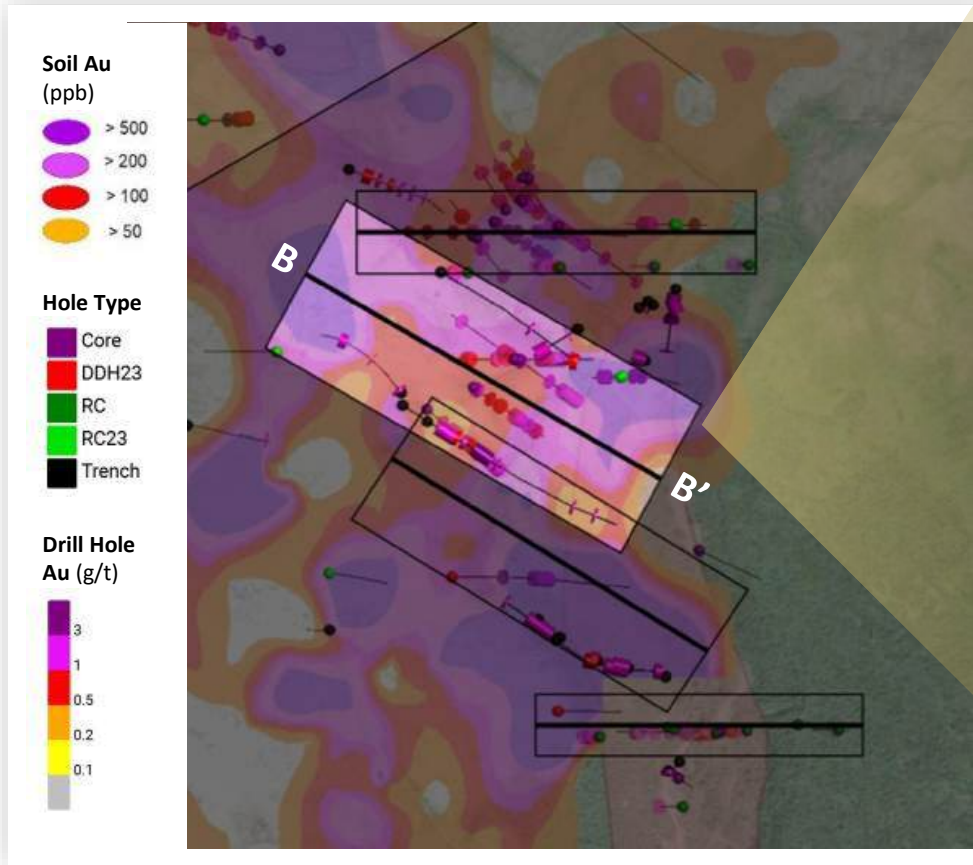 Soil Au
(ppb)
> 500
> 200
> 100
> 50
Hole Type
Core
DDH23
RC
RC23
Trench
Drill Hole
Au (g/t)
3
1
0.5
0.2
0.1
B
B’